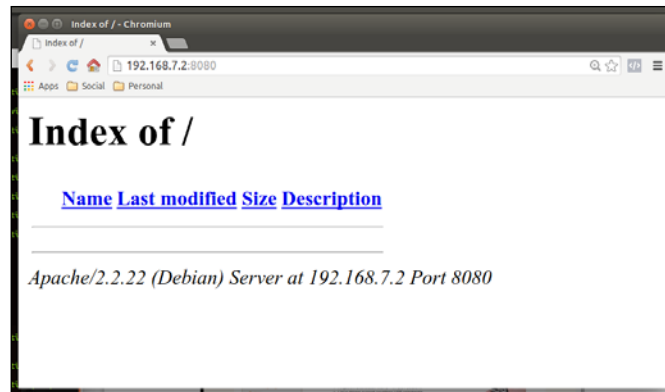 Index of / - Chromium
Index of /
192.168.7.2:8080
Apps Social Personal
Index of /
Name Last modified Size Description
Apache/2.2.22 (Debian) Server at 192.168.7.2 Port 8080